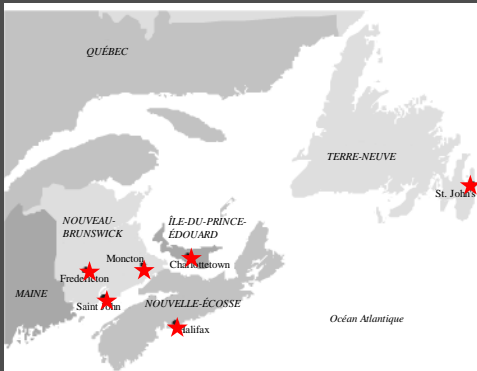 QUÉBEC
TERRE-NEUVE
St. John's
NOUVEAU-
BRUNSWICK
ÎLE-DU-PRINCE-
ÉDOUARD
Moncton
Charlottetown
Fredericton
MAINE
Saint John
NOUVELLE-ÉCOSSE
Halifax
Océan Atlantique